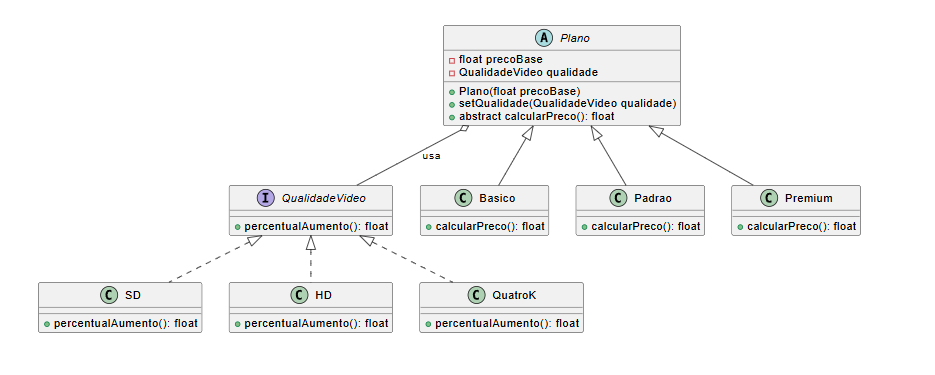 A Plano
float precoBase
QualidadeVideo qualidade
Plano(float precoBase)
setQualidade(QualidadeVideo qualidade)
abstract calcularPreco(): float
usa
I QualidadeVideo
percentualAumento(): float
C Basico
calcularPreco(): float
C Padrao
calcularPreco(): float
C Premium
calcularPreco(): float
C SD
percentualAumento(): float
C HD
percentualAumento(): float
C QuatroK
percentualAumento(): float